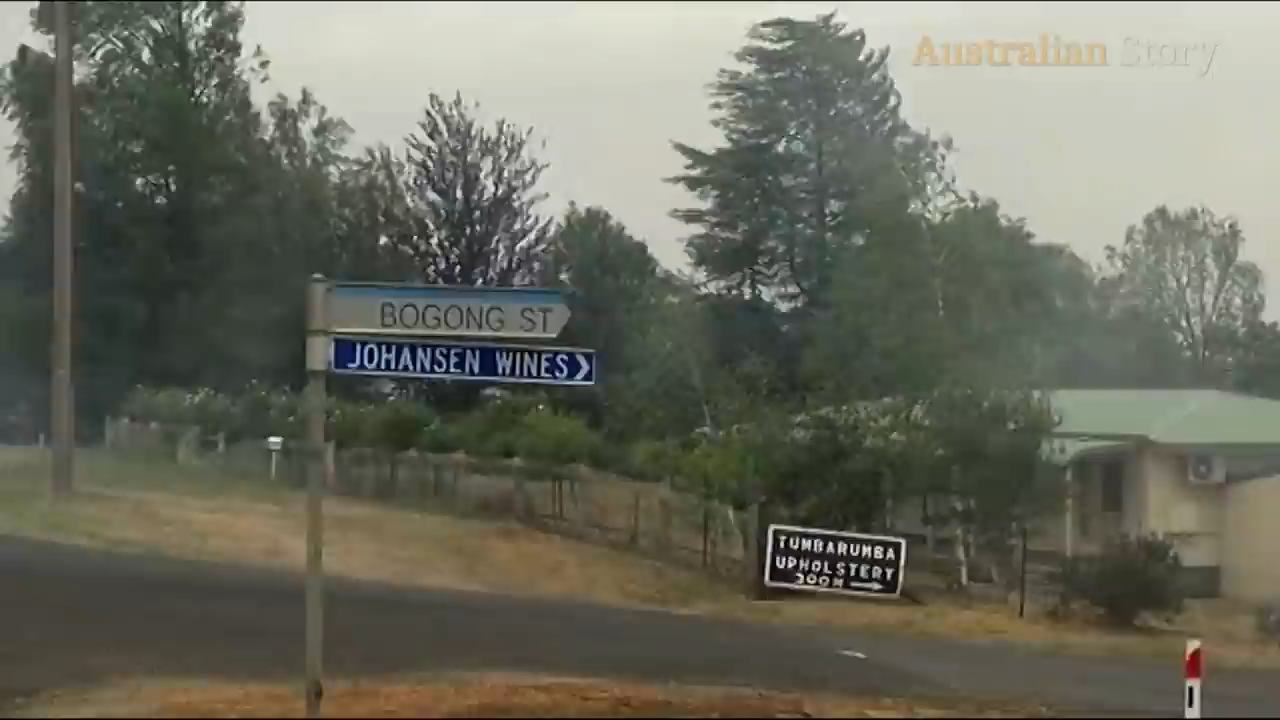 Australian Story
BOGONG ST
JOHANSEN WINES
TUMBARUMBA
UPHOLSTERY
300M